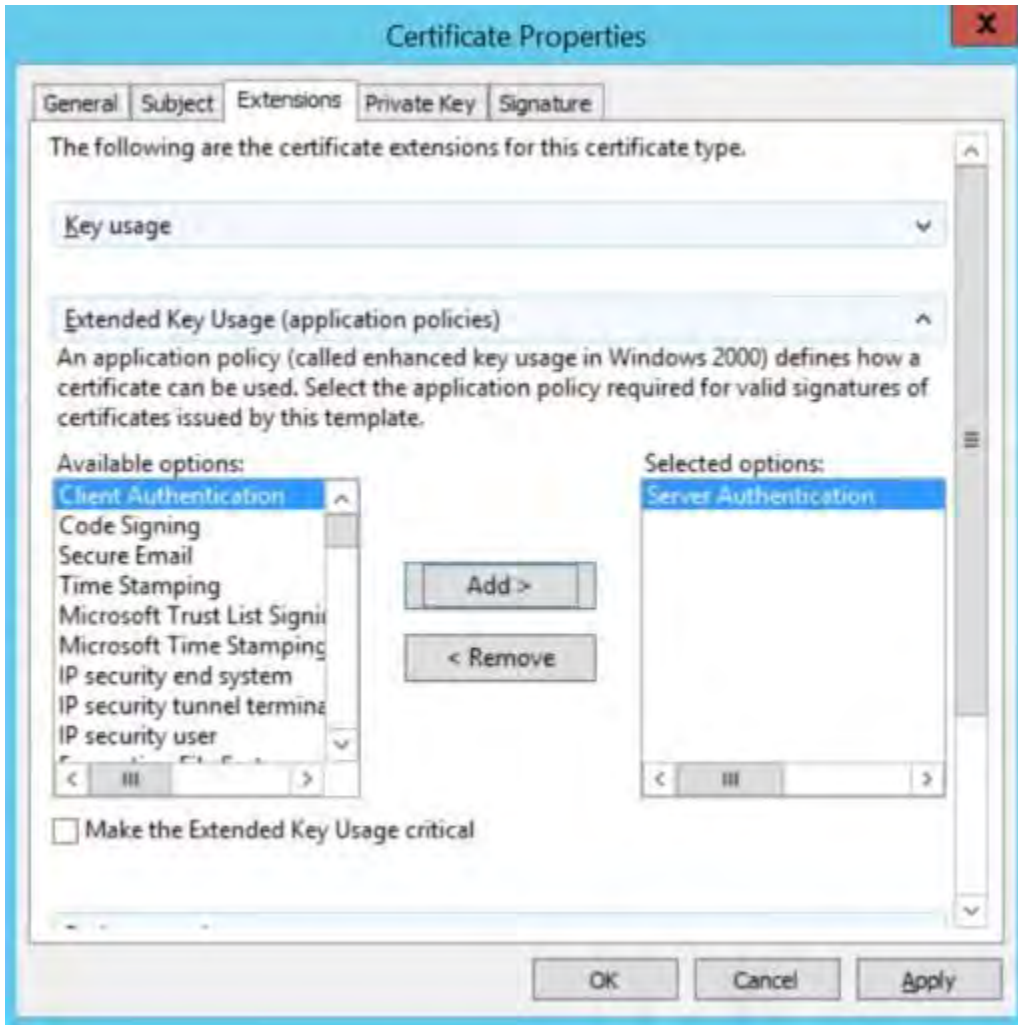 Certificate Properties
x
General Subject Extensions Private Key Signature
The following are the certificate extensions for this certificate type.
Key usage
Extended Key Usage (application policies)
An application policy (called enhanced key usage in Windows 2000) defines how a
certificate can be used. Select the application policy required for valid signatures of
certificates issued by this template.
Available options:
Client Authentication
Code Signing
Secure Email
Time Stamping
Microsoft Trust List Signi
Microsoft Time Stamping
IP security end system
IP security tunnel termina
IP security user
Add >
< Remove
Selected options:
Server Authentication
Make the Extended Key Usage critical
OK Cancel Apply